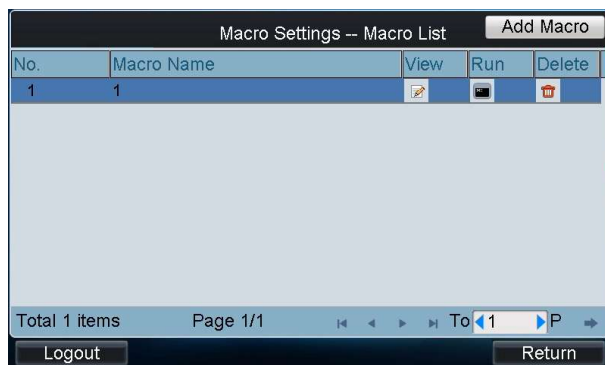 Macro Settings -- Macro List Add Macro
No. Macro Name View Run Delete
1 1
Total 1 items Page 1/1 To 1 P
Logout Return